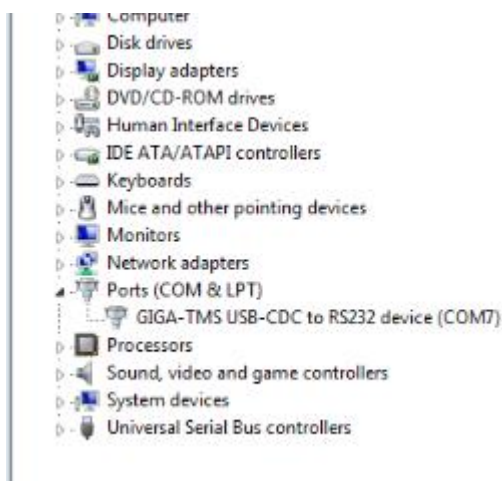 Computer
Disk drives
Display adapters
DVD/CD-ROM drives
Human Interface Devices
IDE ATA/ATAPI controllers
Keyboards
Mice and other pointing devices
Monitors
Network adapters
Ports (COM & LPT)
GIGA-TMS USB-CDC to RS232 device (COM7)
Processors
Sound, video and game controllers
System devices
Universal Serial Bus controllers